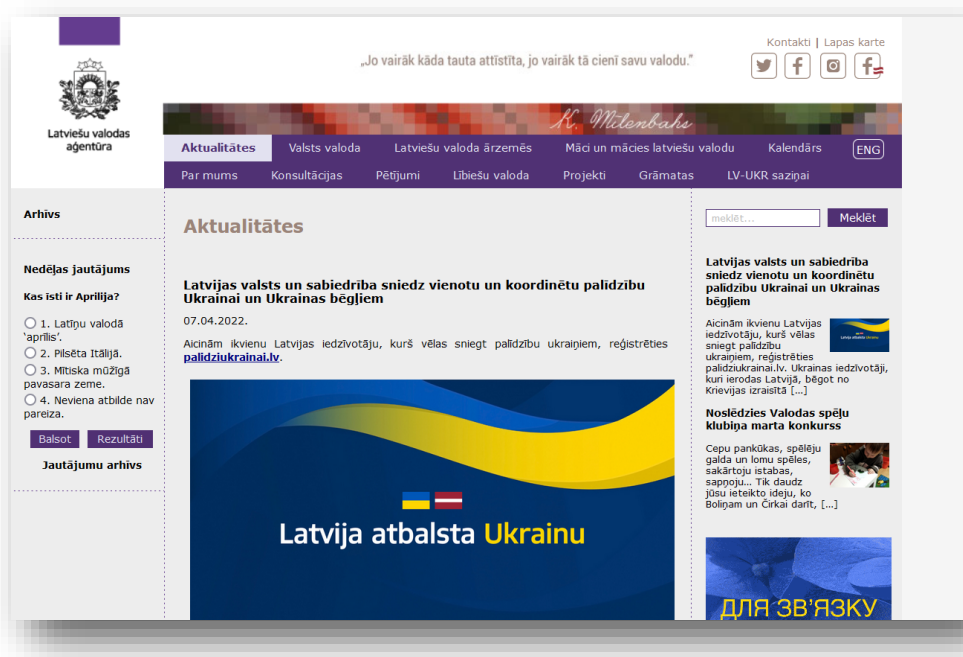 Latviešu valodas
aģentūra
„Jo vairāk kāda tauta attīstīta, jo vairāk tā cienī savu valodu.”
Kontakti | Lapas karte
K. Mīlenbahs
Aktualitātes Valsts valoda Latviešu valoda ārzemēs Māci un mācies latviešu valodu Kalendārs ENG
Par mums Konsultācijas Pētījumi Lībiešu valoda Projekti Grāmatas LV-UKR saziņai
Arhīvs
Nedēļas jautājums
Kas īsti ir Aprilija?
1. Latīņu valodā
‘aprīlis’.
2. Pilsēta Itālijā.
3. Mītiska mūžīgā
pavasara zeme.
4. Neviena atbilde nav
pareiza.
Balsot Rezultāti
Jautājumu arhīvs
Aktualitātes
Latvijas valsts un sabiedrība sniedz vienotu un koordinētu palīdzību
Ukrainai un Ukrainas bēgļiem
07.04.2022.
Aicinām ikvienu Latvijas iedzīvotāju, kurš vēlas sniegt palīdzību ukraiņiem, reģistrēties
palidziukrainai.lv.
Latvija atbalsta Ukrainu
meklēt... Meklēt
Latvijas valsts un sabiedrība
sniedz vienotu un koordinētu
palīdzību Ukrainai un Ukrainas
bēgļiem
Aicinām ikvienu Latvijas
iedzīvotāju, kurš vēlas
sniegt palīdzību
ukraiņiem, reģistrēties
palidziukrainai.lv. Ukrainas iedzīvotāji,
kuri ierodas Latvijā, bēgot no
Krievijas izraisītā [...]
Latvija atbalsta Ukrainu
Noslēdzies Valodas spēļu
klubiņa marta konkurss
Cepu pankūkas, spēlēju
galda un lomu spēles,
sakārtoju istabas,
sapņoju... Tik daudz
jūsu ieteikto ideju, ko
Boliņam un Čirkai darīt, [...]
ДЛЯ ЗВ’ЯЗКУ